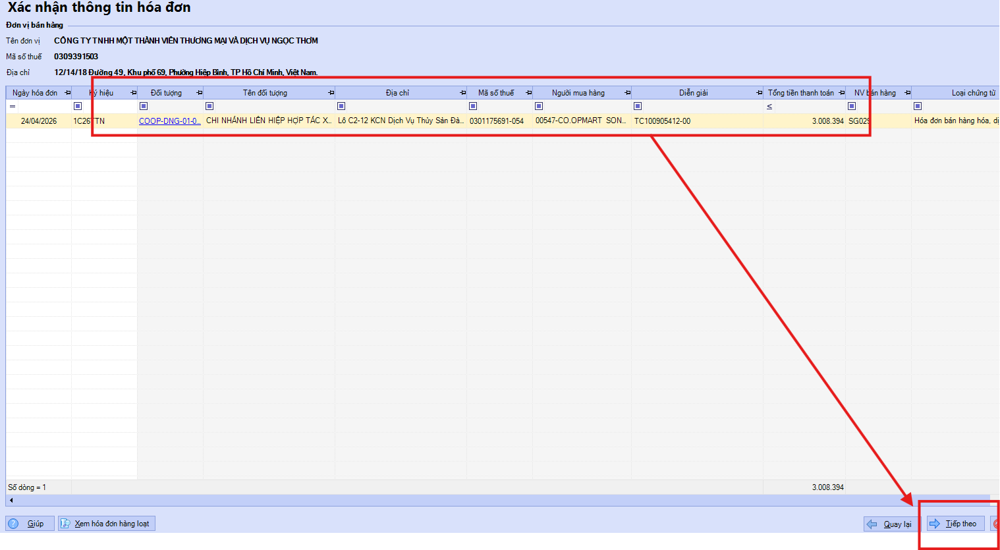 Xác nhận thông tin hóa đơn
Đơn vị bán hàng
Tên đơn vị CÔNG TY TNHH MỘT THÀNH VIÊN THƯƠNG MẠI VÀ DỊCH VỤ NGỌC THƠM
Mã số thuế 0309391503
Địa chỉ 12/14/18 Đường 49, Khu phố 69, Phường Hiệp Bình, TP Hồ Chí Minh, Việt Nam.
Ngày hóa đơn Ký hiệu Đối tượng Tên đối tượng Địa chỉ Mã số thuế Người mua hàng Diễn giải Tổng tiền thanh toán NV bán hàng Loại chứng từ
= ≤
24/04/2026 1C26TTN COOP-DNG-01-0... CHI NHÁNH LIÊN HIỆP HỢP TÁC X... Lô C2-12 KCN Dịch Vụ Thủy Sản Đà... 0301175691-054 00547-CO.OPMART SON... TC100905412-00 3.008.394 SG029 Hóa đơn bán hàng hóa, dị
Số dòng = 1 3.008.394
Giúp Xem hóa đơn hàng loạt Quay lại Tiếp theo